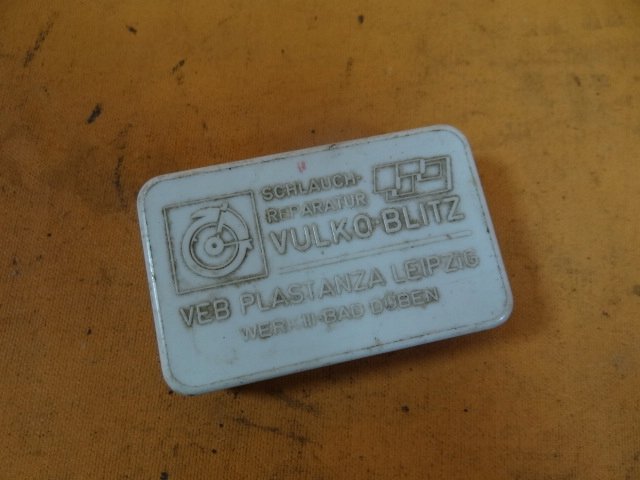 SCHLAUCH-
REPARATUR
VULKO-BLITZ
VEB PLASTANZA LEIPZIG
WERK III-BAD DÜBEN